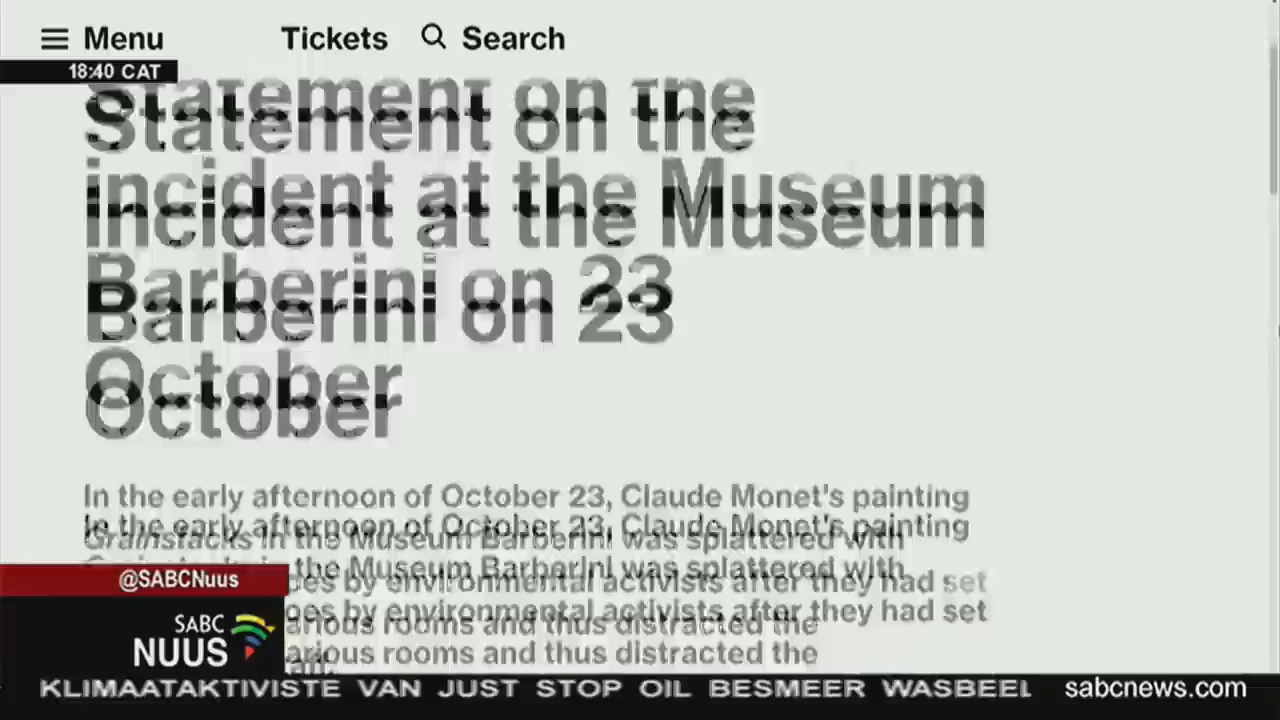 Menu Tickets Search
18:40 CAT
Statement on the
incident at the Museum
Barberini on 23
October
In the early afternoon of October 23, Claude Monet's painting
Grainstacks in the Museum Barberini was splattered with
oes by environmental activists after they had set
arious rooms and thus distracted the
@SABCNuus
SABC
NUUS
KLIMAATAKTIVISTE VAN JUST STOP OIL BESMEER WASBEEL
sabcnews.com